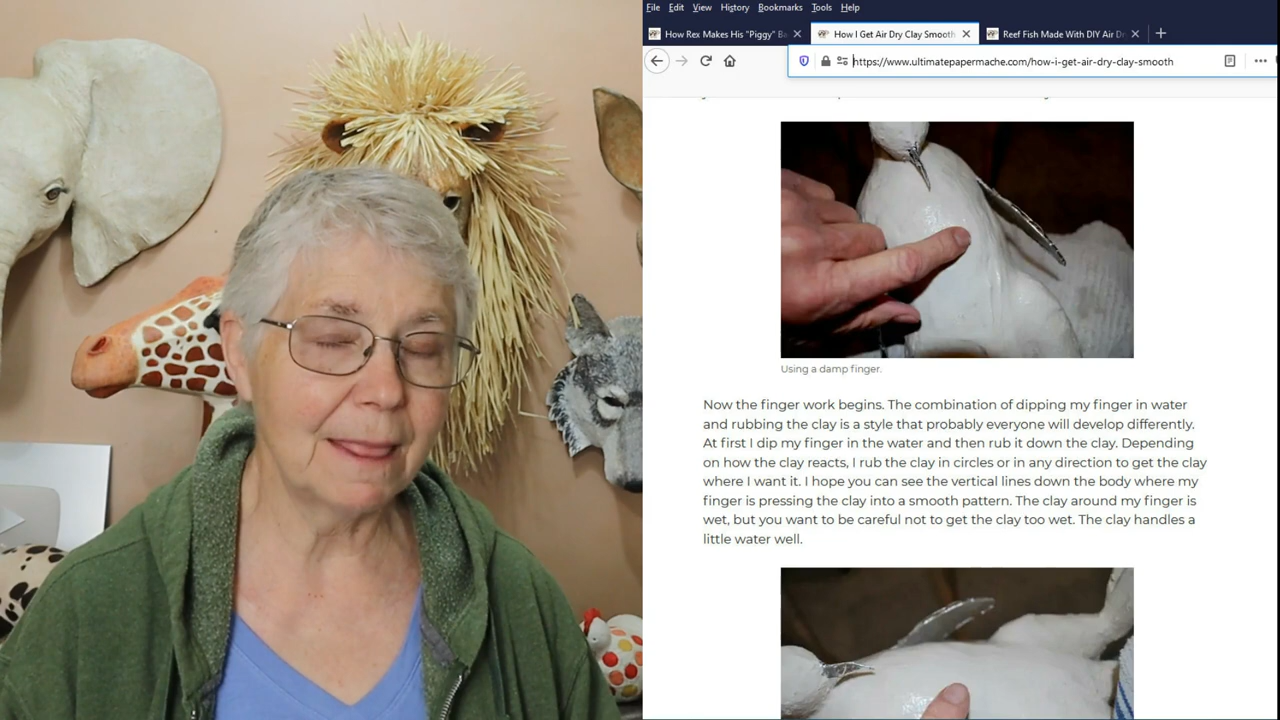 File Edit View History Bookmarks Tools Help
How Rex Makes His "Piggy" Ba
How I Get Air Dry Clay Smooth
Reef Fish Made With DIY Air Dr
https://www.ultimatepapermache.com/how-i-get-air-dry-clay-smooth
Using a damp finger.
Now the finger work begins. The combination of dipping my finger in water
and rubbing the clay is a style that probably everyone will develop differently.
At first I dip my finger in the water and then rub it down the clay. Depending
on how the clay reacts, I rub the clay in circles or in any direction to get the clay
where I want it. I hope you can see the vertical lines down the body where my
finger is pressing the clay into a smooth pattern. The clay around my finger is
wet, but you want to be careful not to get the clay too wet. The clay handles a
little water well.